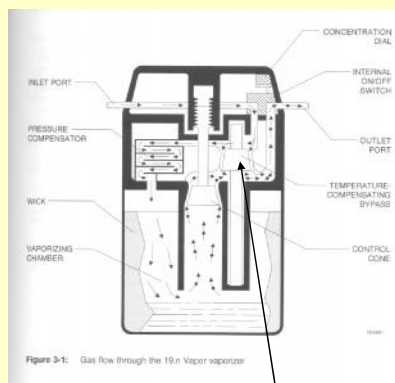 CONCENTRATION
DIAL
INLET PORT
INTERNAL
ON/OFF
SWITCH
PRESSURE
COMPENSATOR
OUTLET
PORT
TEMPERATURE-
COMPENSATING
BYPASS
WICK
VAPORIZING
CHAMBER
CONTROL
CONE
Figure 3-1: Gas flow through the 19.n Vapor vaporizer